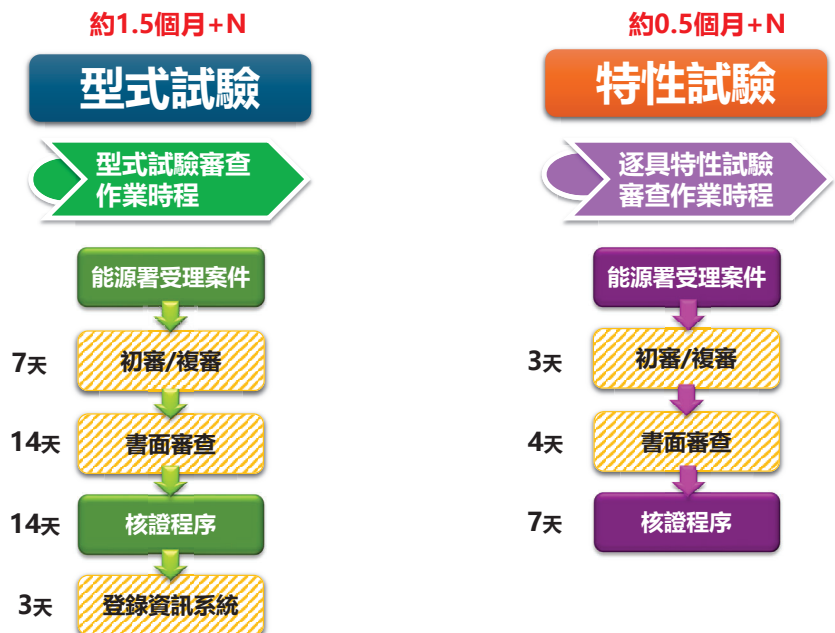 約1.5個月+N
型式試驗
型式試驗審查
作業時程
能源署受理案件
7天
初審/複審
14天
書面審查
14天
核證程序
3天
登錄資訊系統
約0.5個月+N
特性試驗
逐具特性試驗
審查作業時程
能源署受理案件
3天
初審/複審
4天
書面審查
7天
核證程序